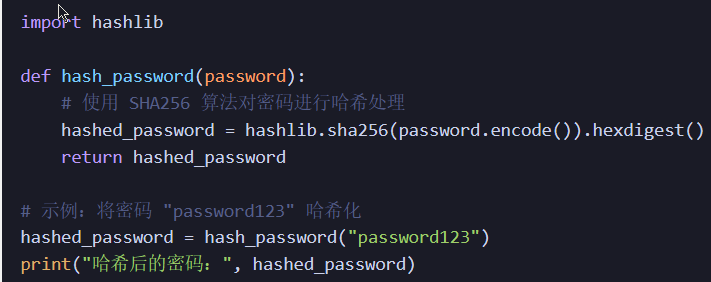 import hashlib
def hash_password(password):
# 使用 SHA256 算法对密码进行哈希处理
hashed_password = hashlib.sha256(password.encode()).hexdigest()
return hashed_password
# 示例：将密码 "password123" 哈希化
hashed_password = hash_password("password123")
print("哈希后的密码：", hashed_password)